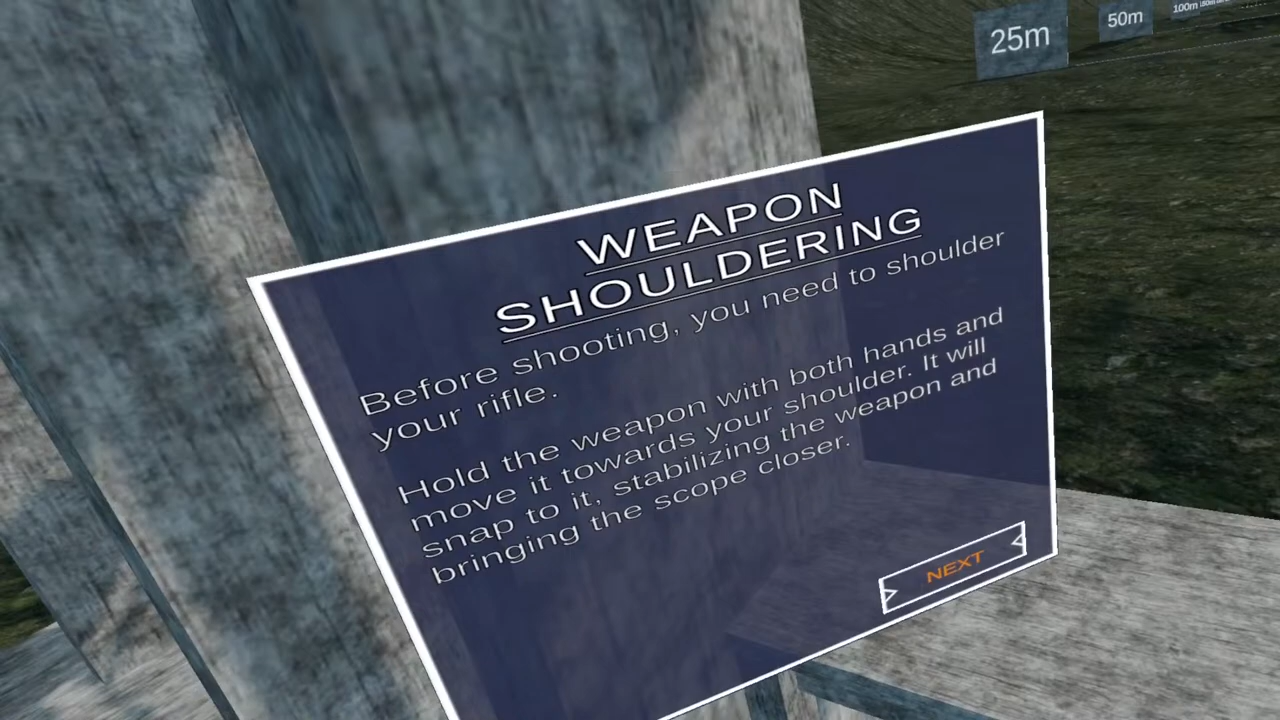 25m
50m
100m
WEAPON
SHOULDERING
Before shooting, you need to shoulder
your rifle.
Hold the weapon with both hands and
move it towards your shoulder. It will
snap to it, stabilizing the weapon and
bringing the scope closer.
NEXT